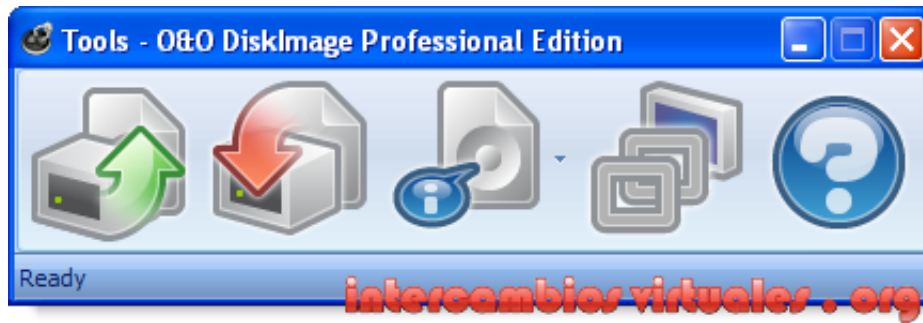 Tools - O&O DiskImage Professional Edition
Ready
intercambios virtuales . org